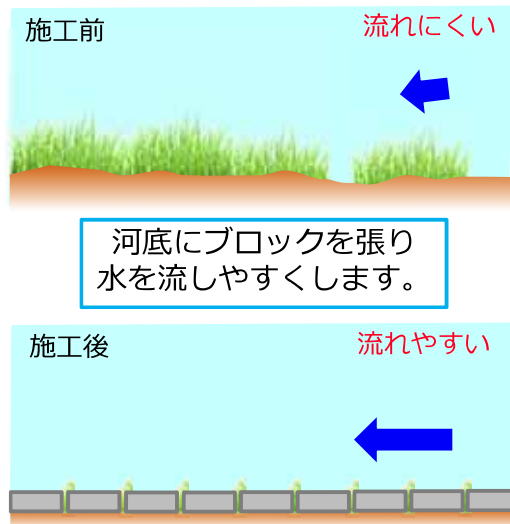 施工前
流れにくい
河底にブロックを張り
水を流しやすくします。
施工後
流れやすい